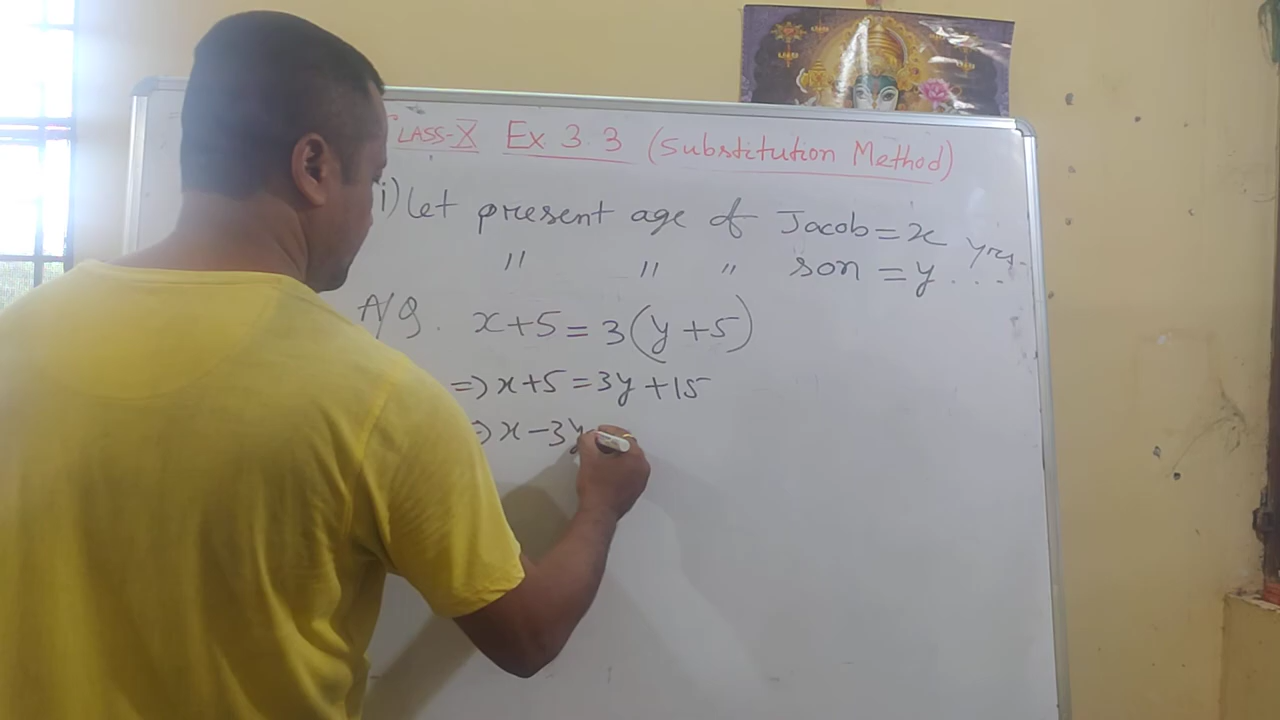 CLASS-X Ex. 3.3 (Substitution Method)
i) Let present age of Jacob = x yrs.
" " " son = y ...
A/Q. x+5 = 3(y+5)
=> x+5 = 3y+15
=> x-3y